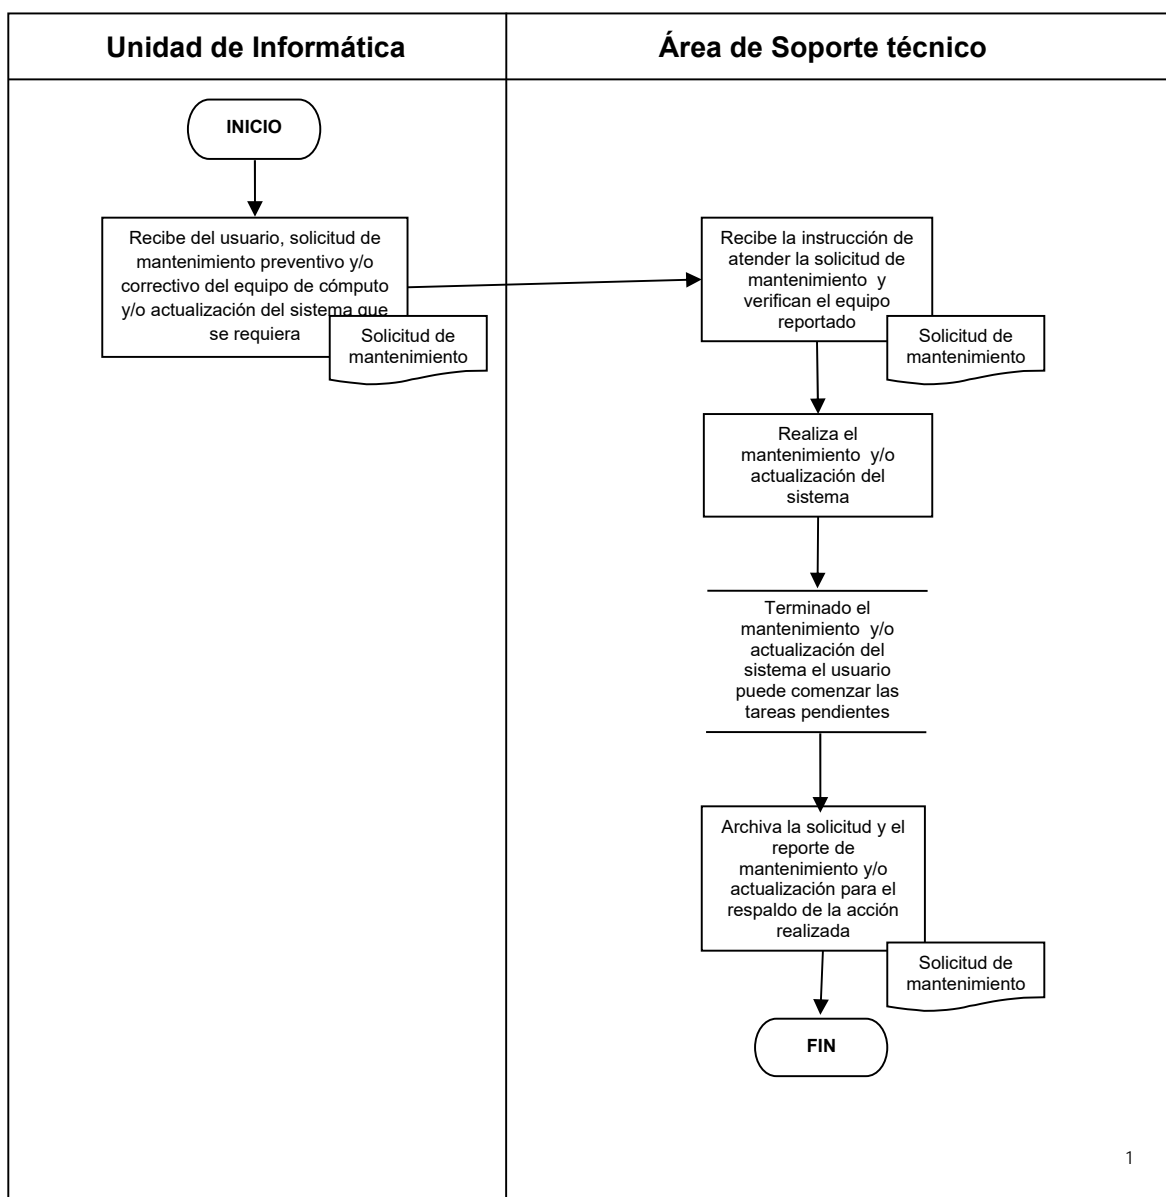 Unidad de Informática
Área de Soporte técnico
INICIO
Recibe del usuario, solicitud de
mantenimiento preventivo y/o
correctivo del equipo de cómputo
y/o actualización del sistema que
se requiera
Solicitud de
mantenimiento
Recibe la instrucción de
atender la solicitud de
mantenimiento y
verifican el equipo
reportado
Solicitud de
mantenimiento
Realiza el
mantenimiento y/o
actualización del
sistema
Terminado el
mantenimiento y/o
actualización del
sistema el usuario
puede comenzar las
tareas pendientes
Archiva la solicitud y el
reporte de
mantenimiento y/o
actualización para el
respaldo de la acción
realizada
Solicitud de
mantenimiento
FIN
1